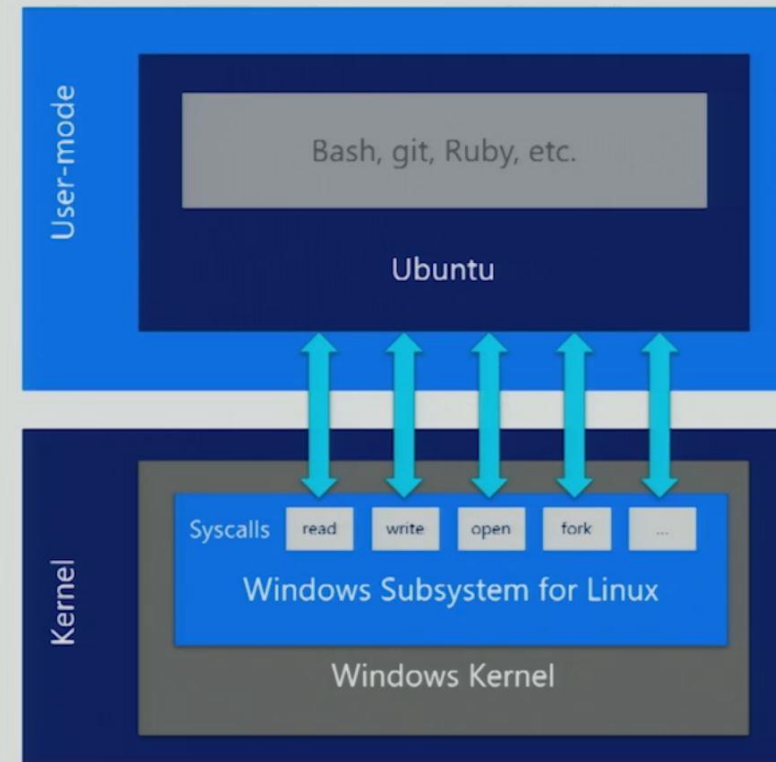 User-mode
Bash, git, Ruby, etc.
Ubuntu
Kernel
Syscalls read write open fork ...
Windows Subsystem for Linux
Windows Kernel